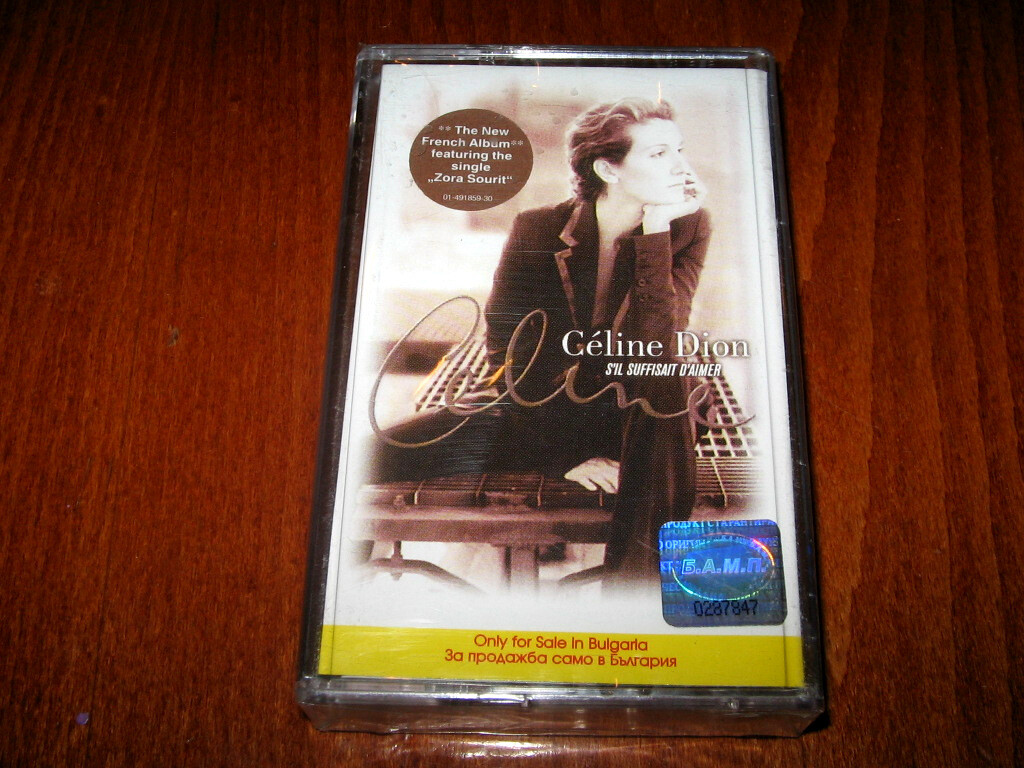 ** The New
French Album**
featuring the
single
„Zora Sourit“
01-491859-30
Céline Dion
S'IL SUFFISAIT D'AIMER
Céline
Б.А.М.П.
0287847
Only for Sale in Bulgaria
За продажба само в България